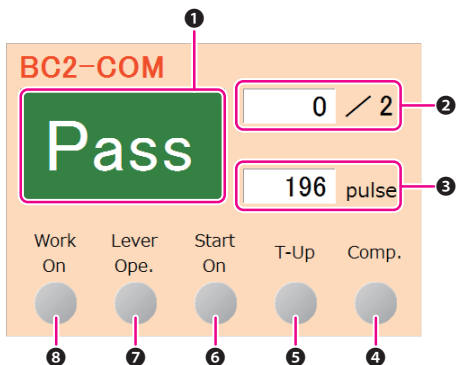 ❶
BC2-COM
Pass
0 ／ 2 ❷
196 pulse ❸
Work On
Lever Ope.
Start On
T-Up
Comp.
❽ ❼ ❻ ❺ ❹